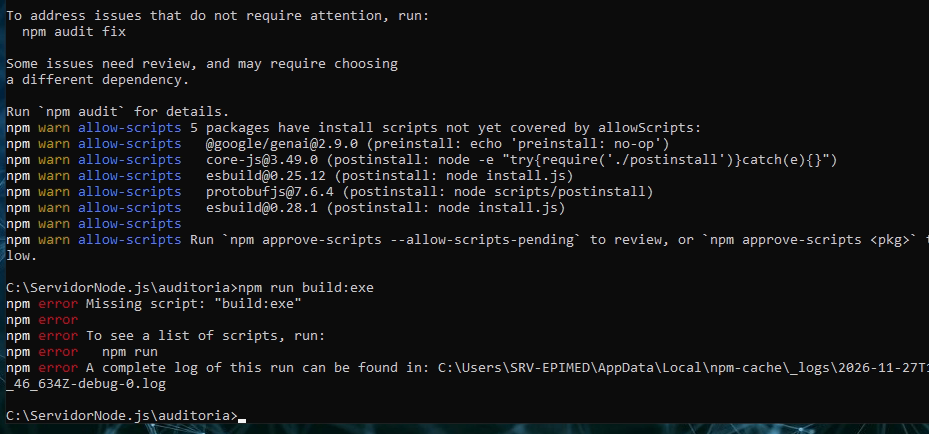 To address issues that do not require attention, run:
  npm audit fix

Some issues need review, and may require choosing
a different dependency.

Run `npm audit` for details.
npm warn allow-scripts 5 packages have install scripts not yet covered by allowScripts:
npm warn allow-scripts   @google/genai@2.9.0 (preinstall: echo 'preinstall: no-op')
npm warn allow-scripts   core-js@3.49.0 (postinstall: node -e "try{require('./postinstall')}catch(e){}")
npm warn allow-scripts   esbuild@0.25.12 (postinstall: node install.js)
npm warn allow-scripts   protobufjs@7.6.4 (postinstall: node scripts/postinstall)
npm warn allow-scripts   esbuild@0.28.1 (postinstall: node install.js)
npm warn allow-scripts
npm warn allow-scripts Run `npm approve-scripts --allow-scripts-pending` to review, or `npm approve-scripts <pkg>`
low.

C:\ServidorNode.js\auditoria>npm run build:exe
npm error Missing script: "build:exe"
npm error
npm error To see a list of scripts, run:
npm error   npm run
npm error A complete log of this run can be found in: C:\Users\SRV-EPIMED\AppData\Local\npm-cache\_logs\2026-11-27T
_46_634Z-debug-0.log

C:\ServidorNode.js\auditoria>